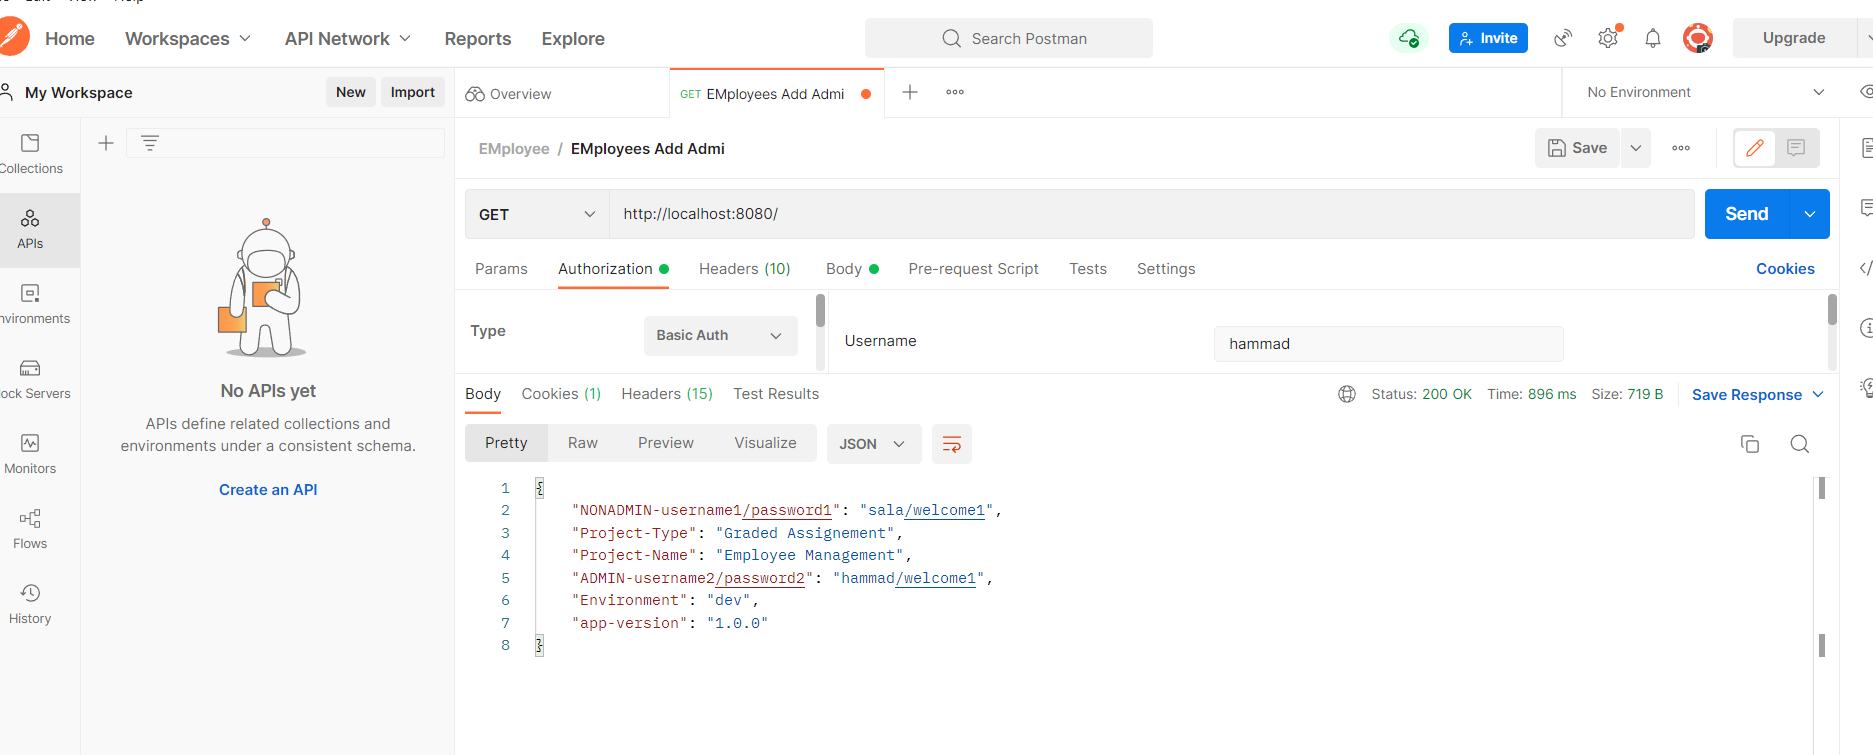 Home Workspaces API Network Reports Explore Search Postman Invite Upgrade
My Workspace New Import Overview GET EMployees Add Admi No Environment
EMployee / EMployees Add Admi Save
GET http://localhost:8080/ Send
Params Authorization Headers (10) Body Pre-request Script Tests Settings Cookies
Type Basic Auth Username hammad
Body Cookies (1) Headers (15) Test Results Status: 200 OK Time: 896 ms Size: 719 B Save Response
Pretty Raw Preview Visualize JSON
1 {
2 "NONADMIN-username1/password1": "sala/welcome1",
3 "Project-Type": "Graded Assignement",
4 "Project-Name": "Employee Management",
5 "ADMIN-username2/password2": "hammad/welcome1",
6 "Environment": "dev",
7 "app-version": "1.0.0"
8 }
Collections
APIs
nvironments
ock Servers
Monitors
Flows
History
No APIs yet
APIs define related collections and
environments under a consistent schema.
Create an API